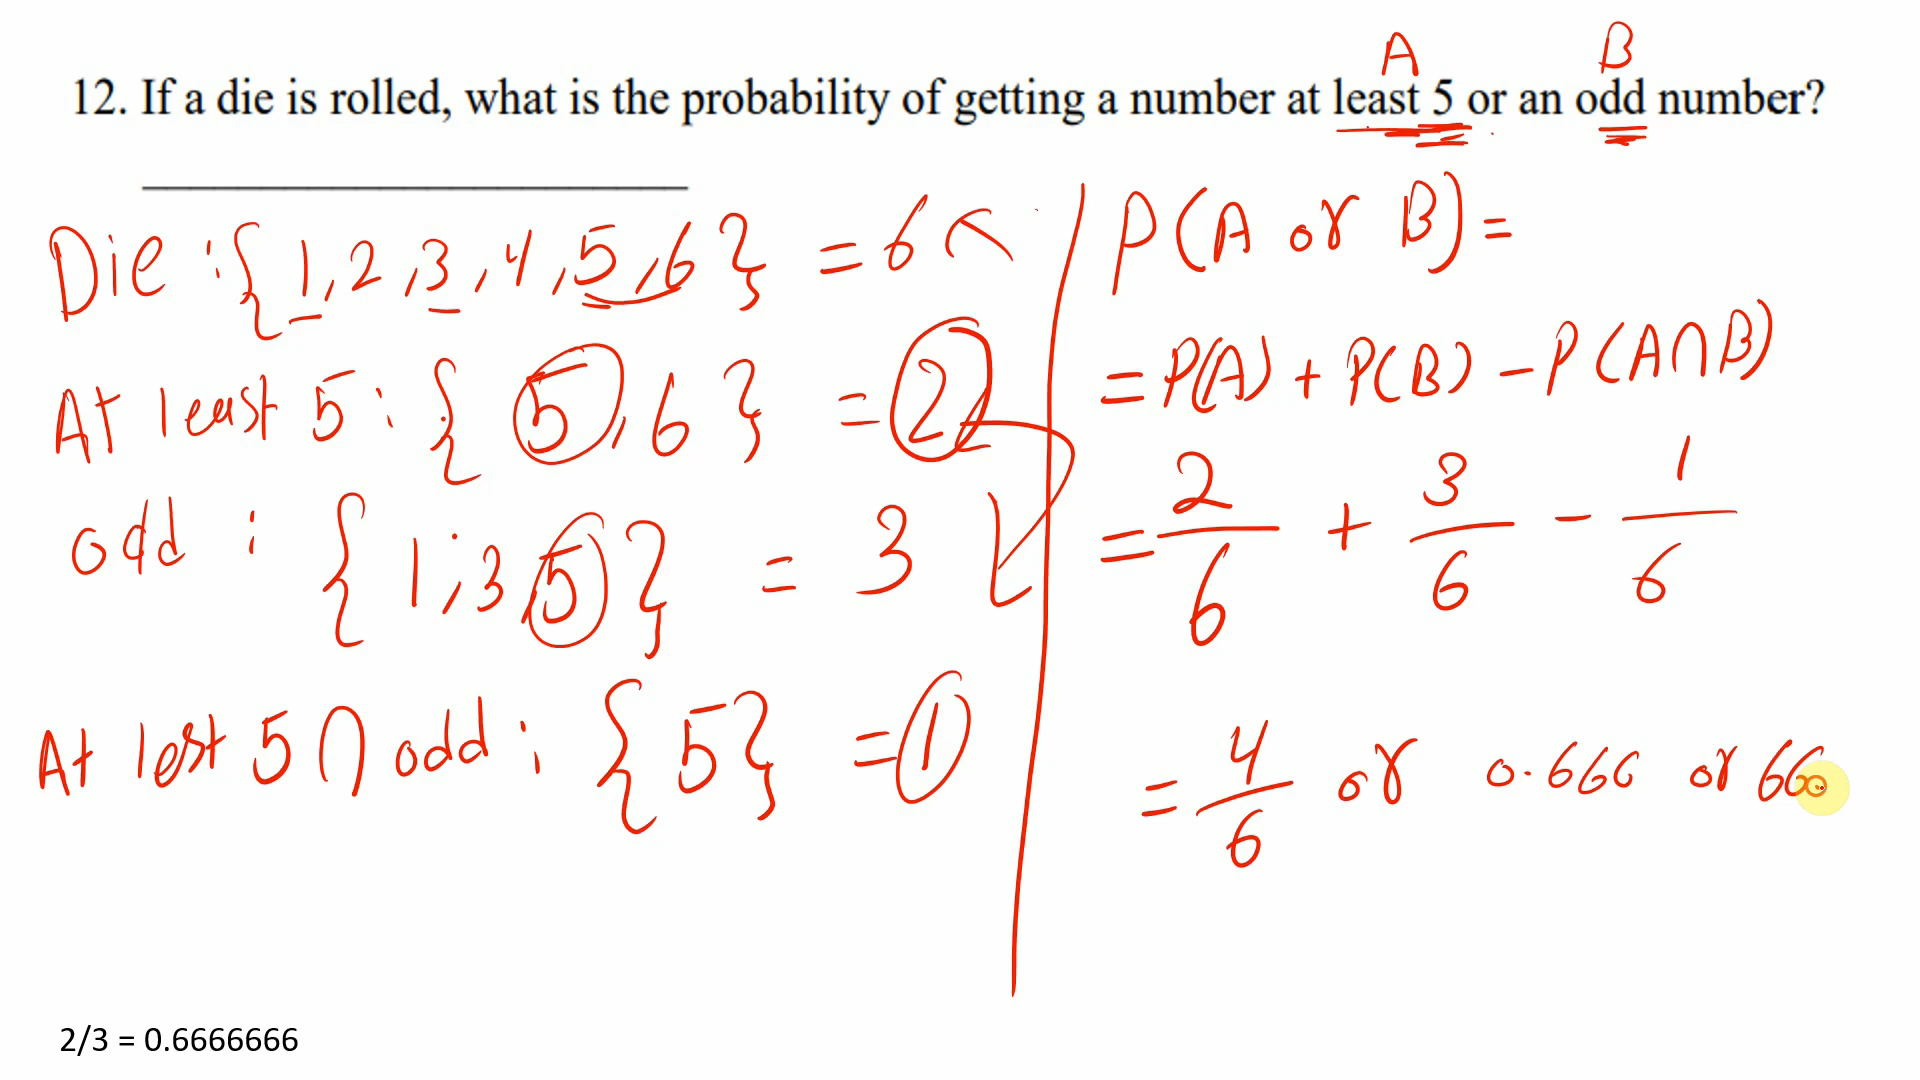 A B
12. If a die is rolled, what is the probability of getting a number at least 5 or an odd number?
Die : {1,2,3,4,5,6} = 6
At least 5 : {5,6} = 2
odd : {1,3,5} = 3
At lest 5 ∩ odd : {5} = 1
P(A or B) =
= P(A) + P(B) - P(A∩B)
= 2/6 + 3/6 - 1/6
= 4/6 or 0.666 or 66
2/3 = 0.6666666